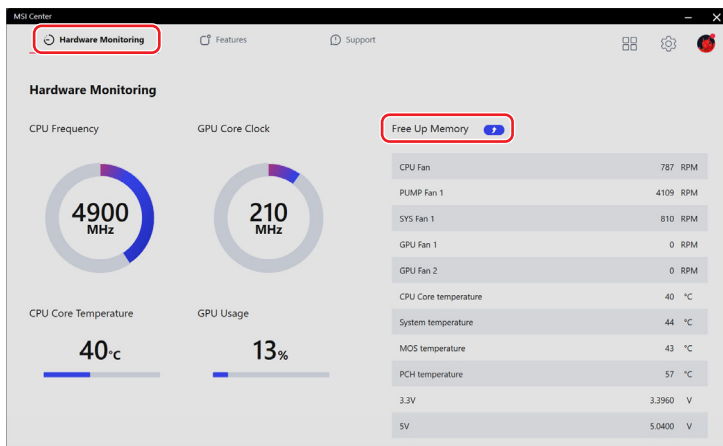 MSI Center
Hardware Monitoring
Features
Support
Hardware Monitoring
CPU Frequency
GPU Core Clock
Free Up Memory
4900
MHz
210
MHz
CPU Fan 787 RPM
PUMP Fan 1 4109 RPM
SYS Fan 1 810 RPM
GPU Fan 1 0 RPM
GPU Fan 2 0 RPM
CPU Core temperature 40 °C
System temperature 44 °C
MOS temperature 43 °C
PCH temperature 57 °C
3.3V 3.3960 V
5V 5.0400 V
CPU Core Temperature
GPU Usage
40°C
13%